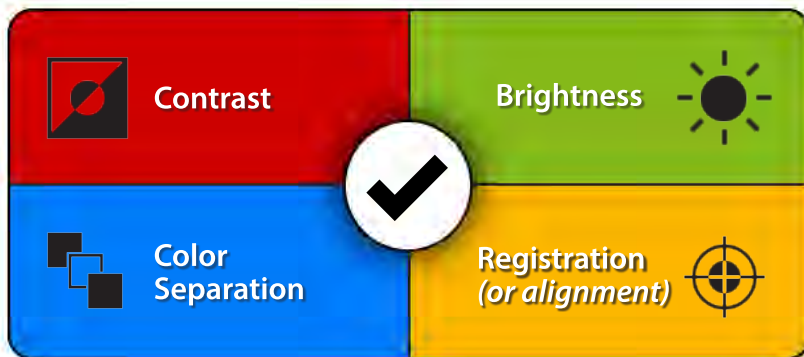 Contrast
Brightness
Color
Separation
Registration
(or alignment)